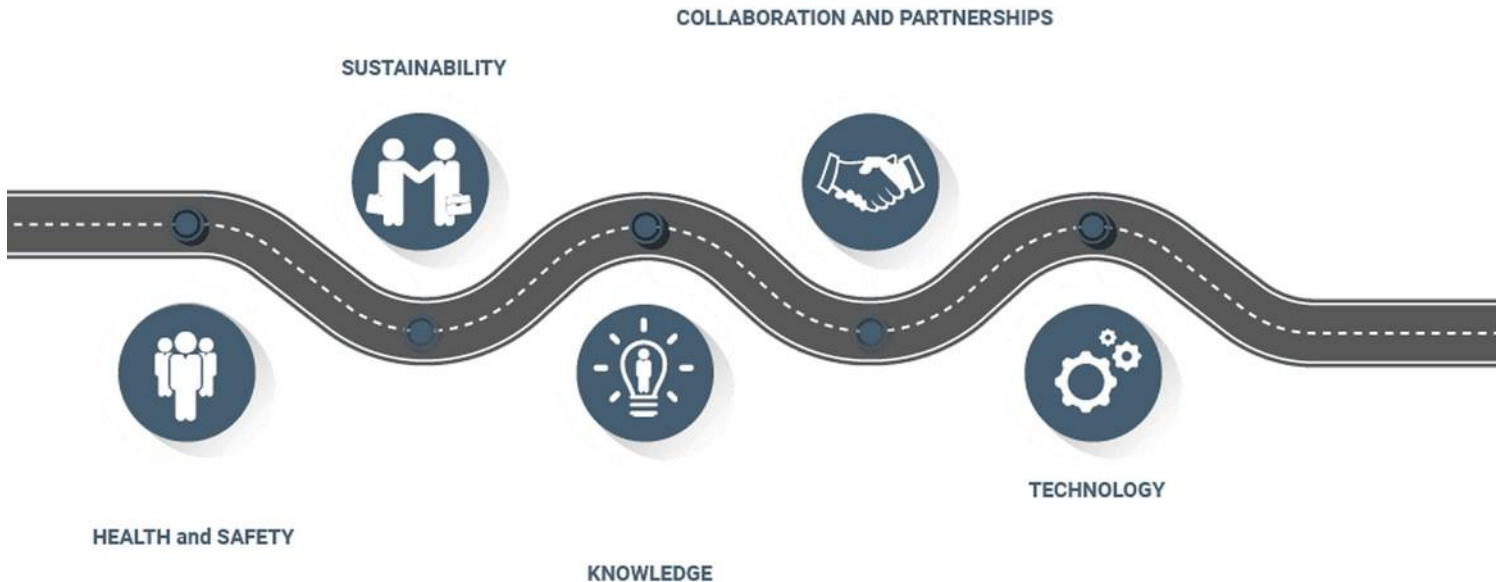 COLLABORATION AND PARTNERSHIPS
SUSTAINABILITY
TECHNOLOGY
HEALTH and SAFETY
KNOWLEDGE